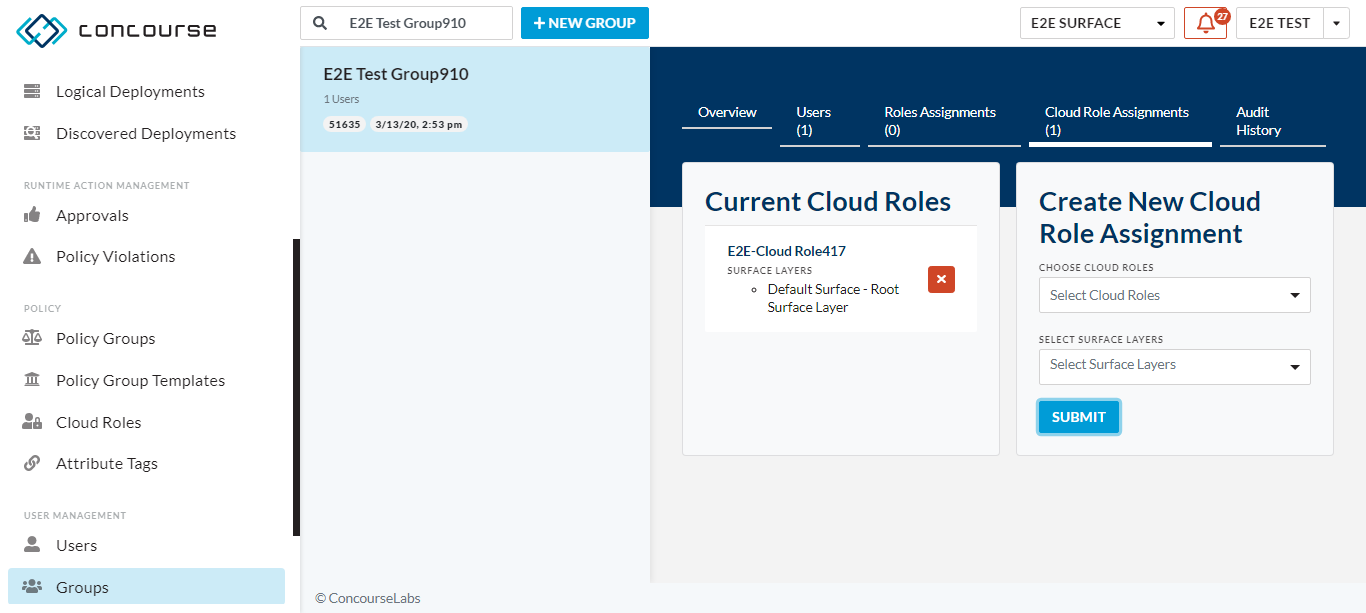 concourse
E2E Test Group910
+ NEW GROUP
E2E SURFACE
27
E2E TEST
Logical Deployments
Discovered Deployments
RUNTIME ACTION MANAGEMENT
Approvals
Policy Violations
POLICY
Policy Groups
Policy Group Templates
Cloud Roles
Attribute Tags
USER MANAGEMENT
Users
Groups
E2E Test Group910
1 Users
51635 3/13/20, 2:53 pm
Overview
Users
(1)
Roles Assignments
(0)
Cloud Role Assignments
(1)
Audit
History
Current Cloud Roles
E2E-Cloud Role417
SURFACE LAYERS
Default Surface - Root
Surface Layer
Create New Cloud
Role Assignment
CHOOSE CLOUD ROLES
Select Cloud Roles
SELECT SURFACE LAYERS
Select Surface Layers
SUBMIT
© ConcourseLabs